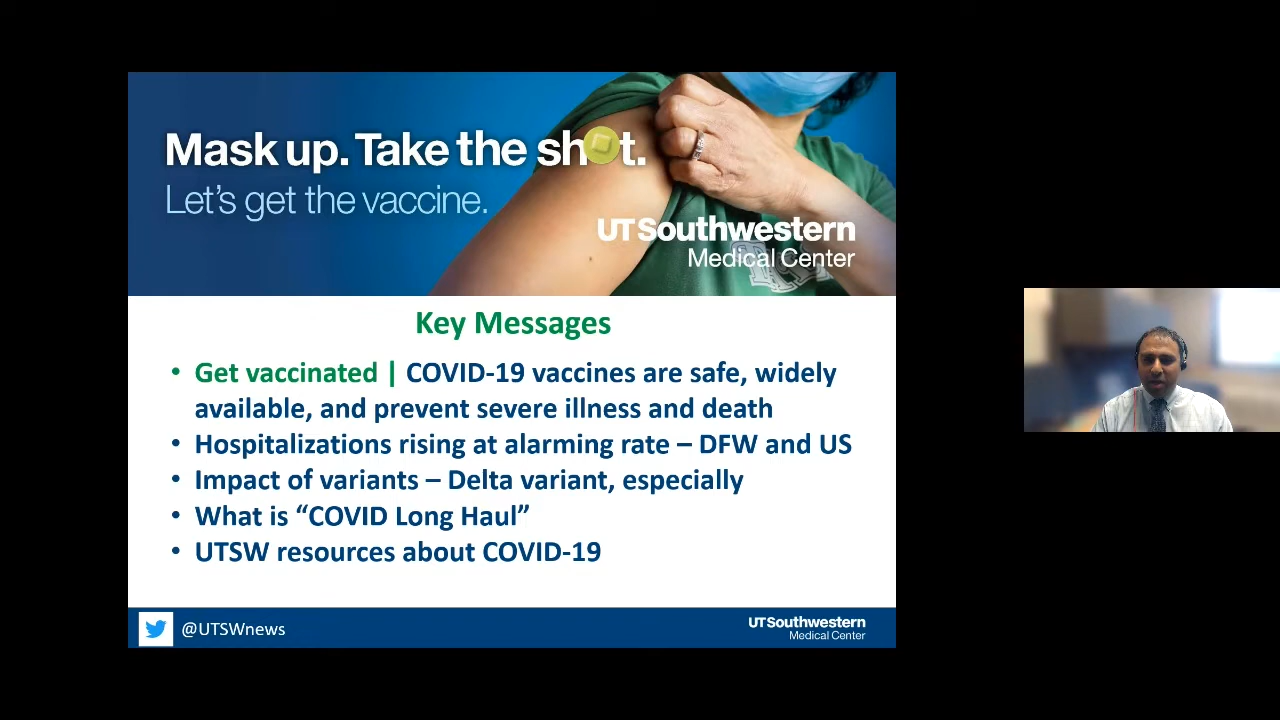 Mask up. Take the shot.
Let's get the vaccine.
UTSouthwestern
Medical Center
Key Messages
• Get vaccinated | COVID-19 vaccines are safe, widely
available, and prevent severe illness and death
• Hospitalizations rising at alarming rate – DFW and US
• Impact of variants – Delta variant, especially
• What is “COVID Long Haul”
• UTSW resources about COVID-19
@UTSWnews
UTSouthwestern
Medical Center